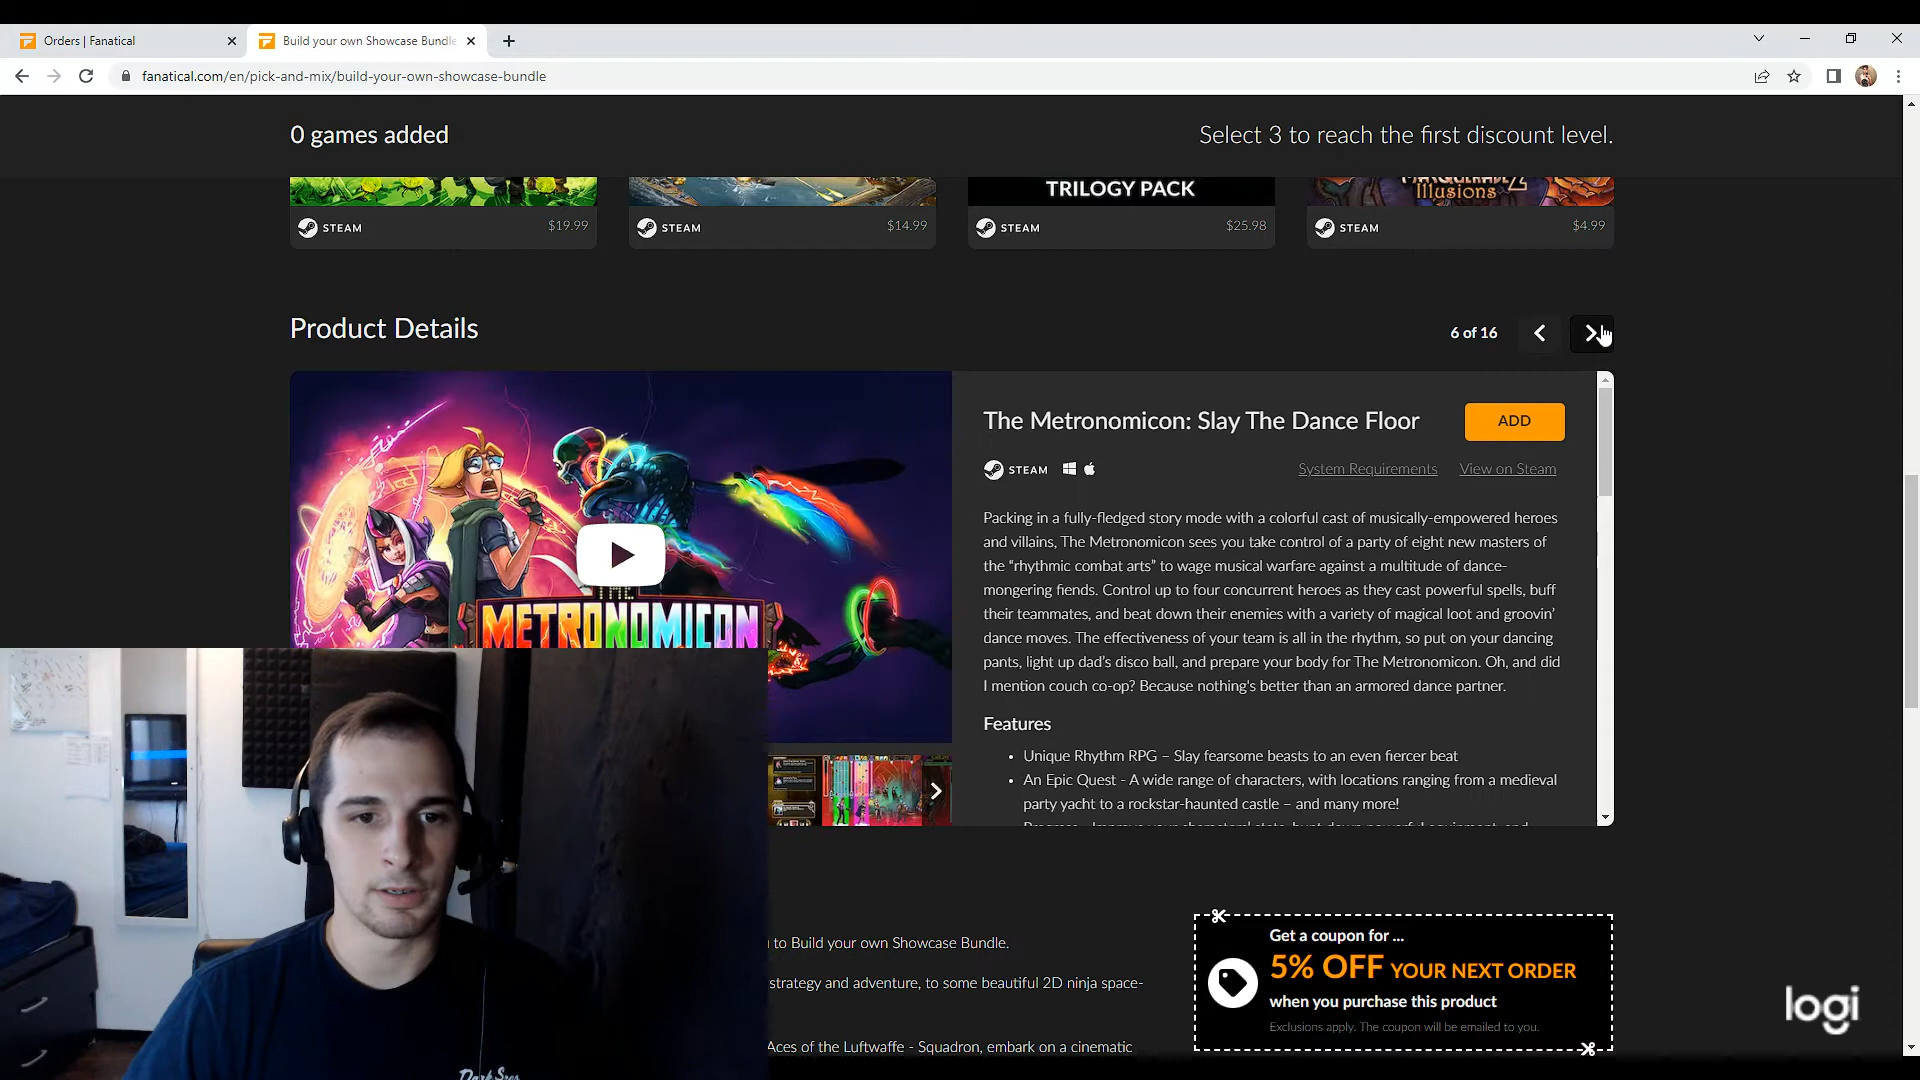 Orders | Fanatical
Build your own Showcase Bundle
fanatical.com/en/pick-and-mix/build-your-own-showcase-bundle
0 games added
Select 3 to reach the first discount level.
TRILOGY PACK
Illusions
STEAM $19.99
STEAM $14.99
STEAM $25.98
STEAM $4.99
Product Details
6 of 16
The Metronomicon: Slay The Dance Floor
ADD
STEAM
System Requirements
View on Steam
Packing in a fully-fledged story mode with a colorful cast of musically-empowered heroes
and villains, The Metronomicon sees you take control of a party of eight new masters of
the “rhythmic combat arts” to wage musical warfare against a multitude of dance-
mongering fiends. Control up to four concurrent heroes as they cast powerful spells, buff
their teammates, and beat down their enemies with a variety of magical loot and groovin’
dance moves. The effectiveness of your team is all in the rhythm, so put on your dancing
pants, light up dad’s disco ball, and prepare your body for The Metronomicon. Oh, and did
I mention couch co-op? Because nothing's better than an armored dance partner.
Features
• Unique Rhythm RPG – Slay fearsome beasts to an even fiercer beat
• An Epic Quest - A wide range of characters, with locations ranging from a medieval
party yacht to a rockstar-haunted castle – and many more!
THE
METRONOMICON
to Build your own Showcase Bundle.
strategy and adventure, to some beautiful 2D ninja space-
Aces of the Luftwaffe - Squadron, embark on a cinematic
Get a coupon for ...
5% OFF YOUR NEXT ORDER
when you purchase this product
Exclusions apply. The coupon will be emailed to you.
logi